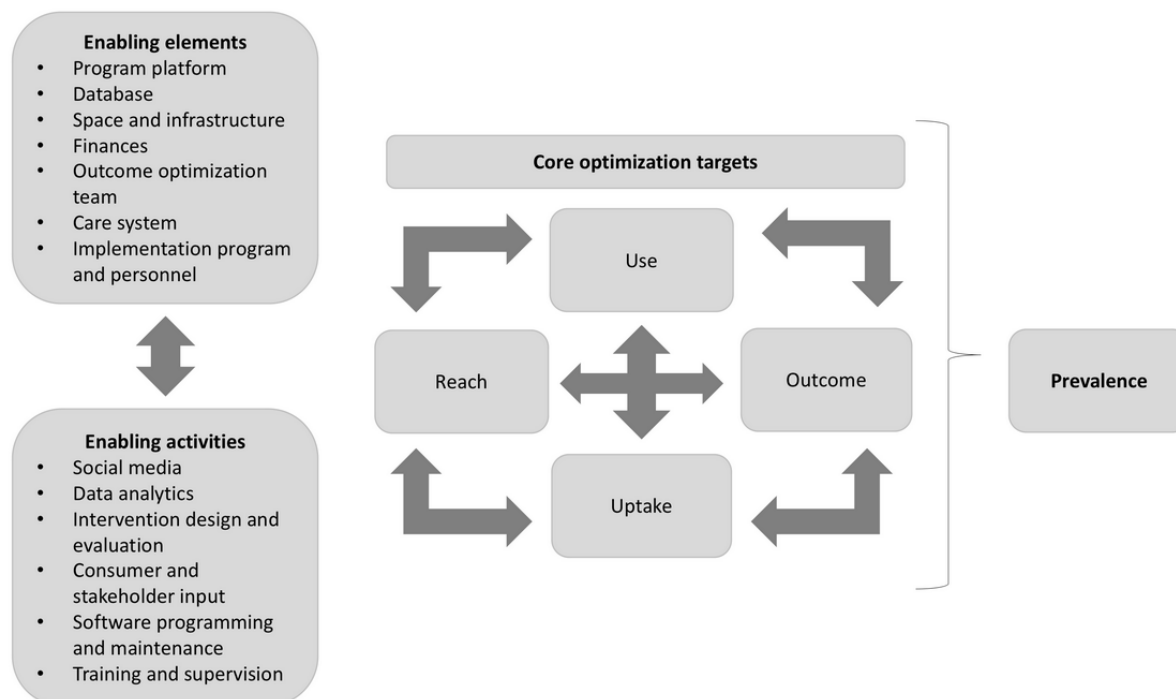 Enabling elements
• Program platform
• Database
• Space and infrastructure
• Finances
• Outcome optimization
team
• Care system
• Implementation program
and personnel
Enabling activities
• Social media
• Data analytics
• Intervention design and
evaluation
• Consumer and
stakeholder input
• Software programming
and maintenance
• Training and supervision
Core optimization targets
Use
Reach
Outcome
Uptake
Prevalence